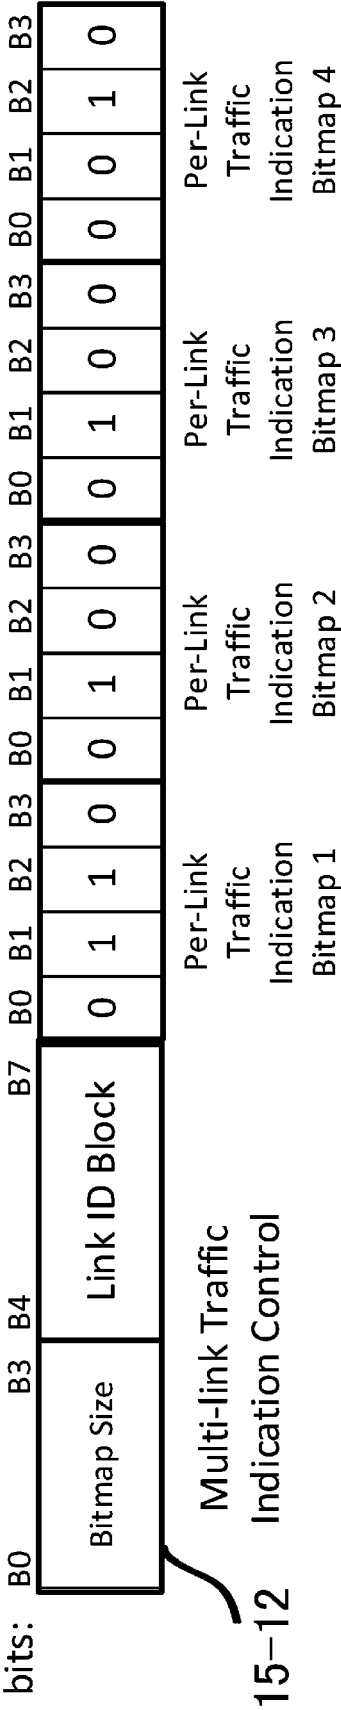 bits:
B0 B3 B4 B7 B0 B1 B2 B3 B0 B1 B2 B3 B0 B1 B2 B3 B0 B1 B2 B3
Bitmap Size Link ID Block 0 1 1 0 0 1 0 0 0 1 0 0 0 0 1 0
Multi-link Traffic
Indication Control
Per-Link
Traffic
Indication
Bitmap 1
Per-Link
Traffic
Indication
Bitmap 2
Per-Link
Traffic
Indication
Bitmap 3
Per-Link
Traffic
Indication
Bitmap 4
15-12